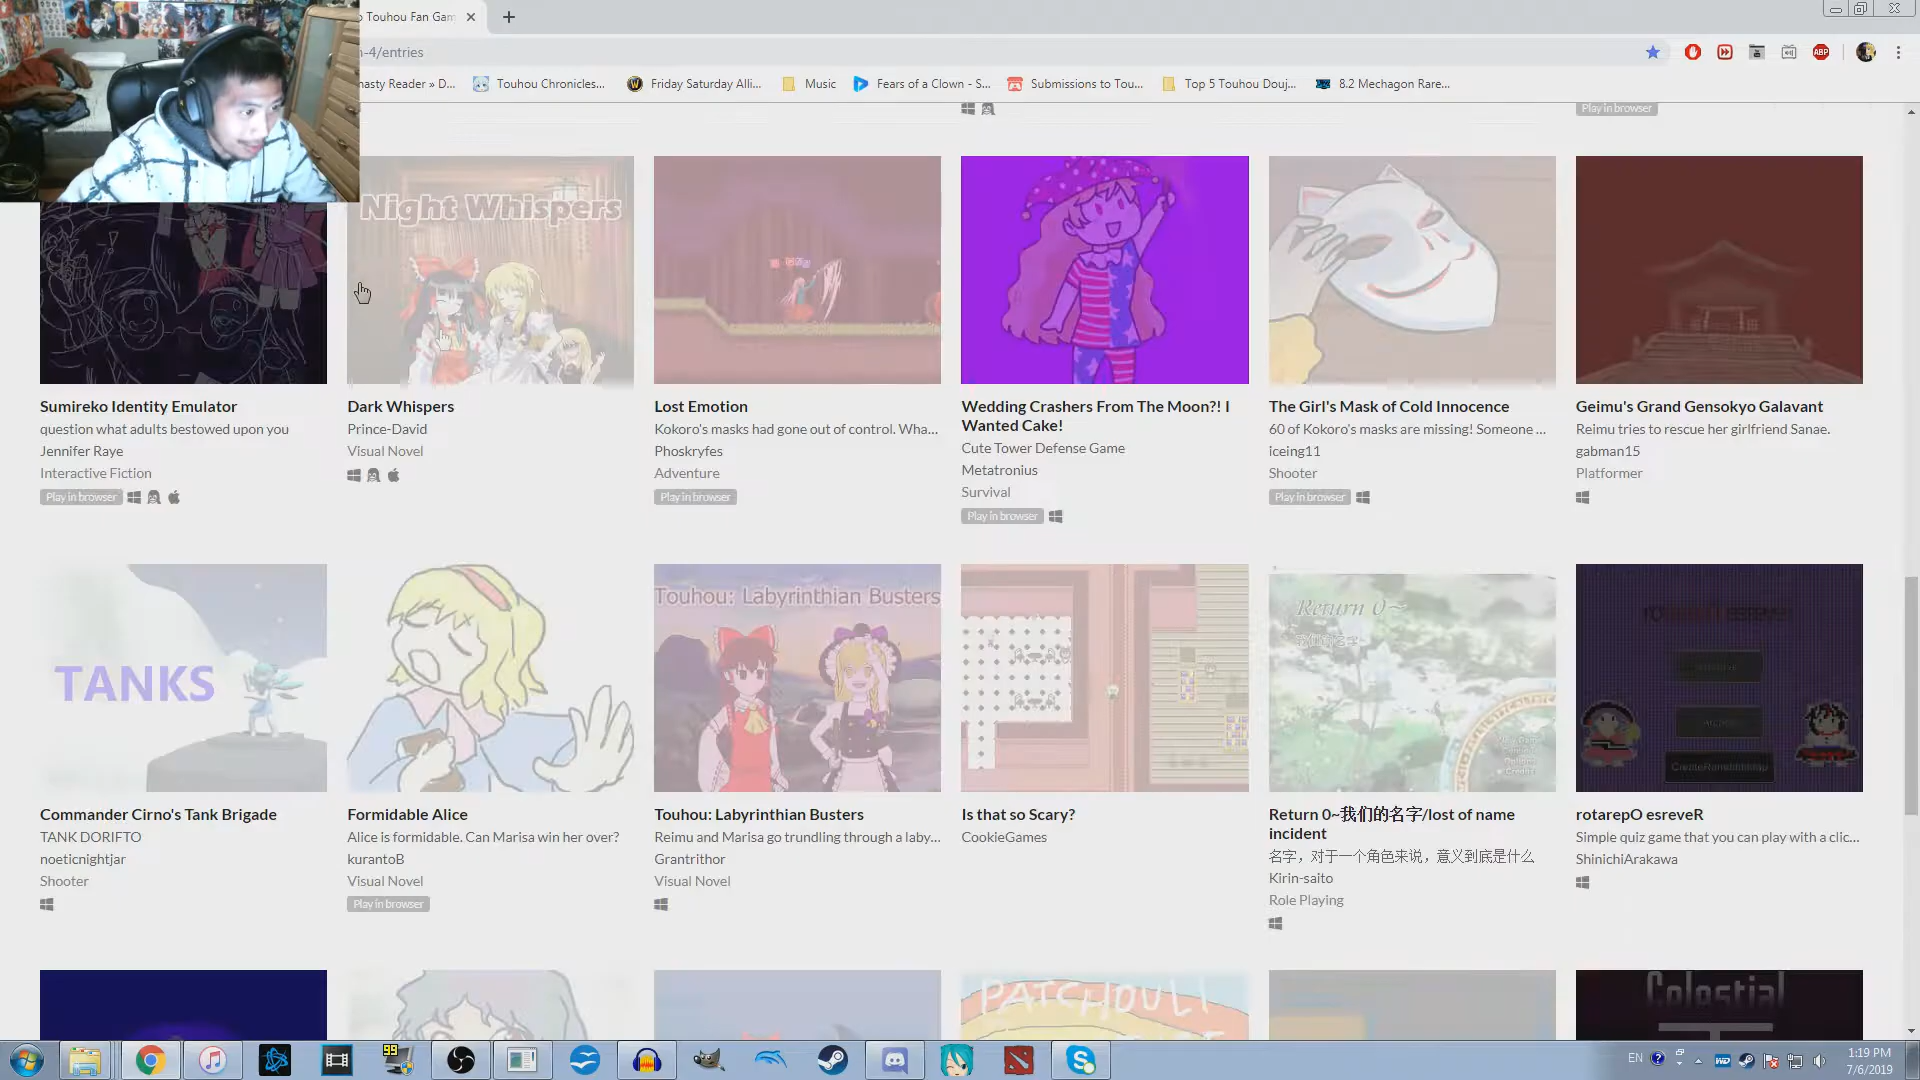 o Touhou Fan Gam
n-4/entries
ABP
nasty Reader » D...
Touhou Chronicles...
Friday Saturday Alli...
Music
Fears of a Clown - S...
Submissions to Tou...
Top 5 Touhou Douj...
8.2 Mechagon Rare...
Play in browser
Night Whispers
Sumireko Identity Emulator
question what adults bestowed upon you
Jennifer Raye
Interactive Fiction
Play in browser
Dark Whispers
Prince-David
Visual Novel
Lost Emotion
Kokoro's masks had gone out of control. Wha...
Phoskryfes
Adventure
Play in browser
Wedding Crashers From The Moon?! I
Wanted Cake!
Cute Tower Defense Game
Metatronius
Survival
Play in browser
The Girl's Mask of Cold Innocence
60 of Kokoro's masks are missing! Someone ...
iceing11
Shooter
Play in browser
Geimu's Grand Gensokyo Galavant
Reimu tries to rescue her girlfriend Sanae.
gabman15
Platformer
TANKS
Touhou: Labyrinthian Busters
Return 0~
Commander Cirno's Tank Brigade
TANK DORIFTO
noeticnightjar
Shooter
Formidable Alice
Alice is formidable. Can Marisa win her over?
kurantoB
Visual Novel
Play in browser
Touhou: Labyrinthian Busters
Reimu and Marisa go trundling through a laby...
Grantrithor
Visual Novel
Is that so Scary?
CookieGames
Return 0~我们的名字/lost of name
incident
名字，对于一个角色来说，意义到底是什么
Kirin-saito
Role Playing
rotarepO esreveR
Simple quiz game that you can play with a clic...
ShinichiArakawa
PATCHOULI
Celestial
99
EN
1:19 PM
7/6/2019